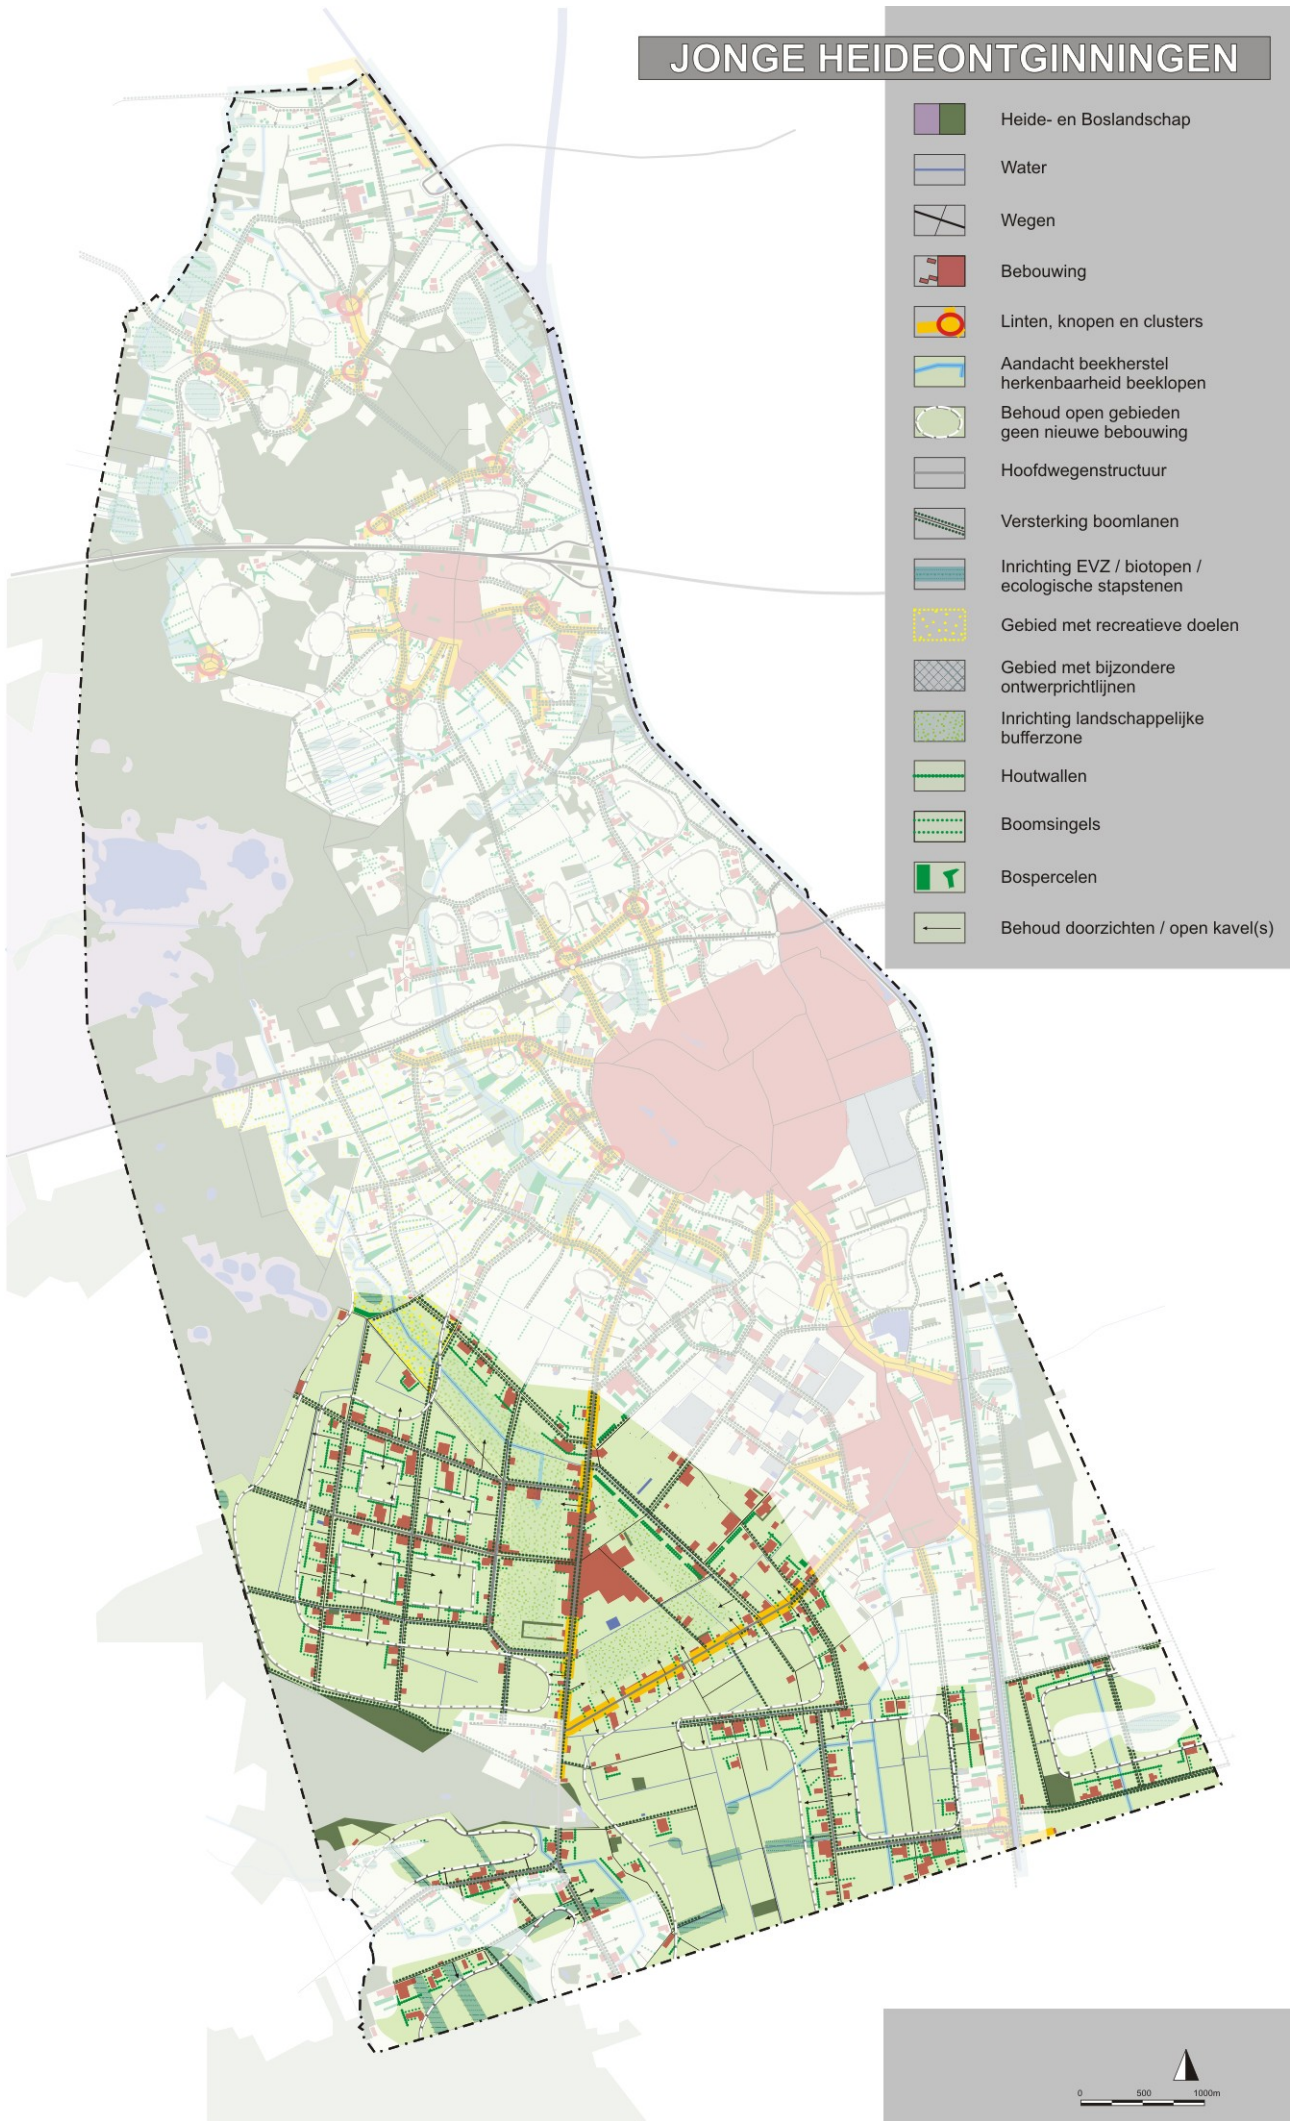 JONGE HEIDEONTGINNINGEN
Heide- en Boslandschap
Water
Wegen
Bebouwing
Linten, knopen en clusters
Aandacht beekherstel
herkenbaarheid beeklopen
Behoud open gebieden
geen nieuwe bebouwing
Hoofdwegenstructuur
Versterking boomlanen
Inrichting EVZ / biotopen /
ecologische stapstenen
Gebied met recreatieve doelen
Gebied met bijzondere
ontwerprichtlijnen
Inrichting landschappelijke
bufferzone
Houtwallen
Boomsingels
Bospercelen
Behoud doorzichten / open kavel(s)
0 500 1000m